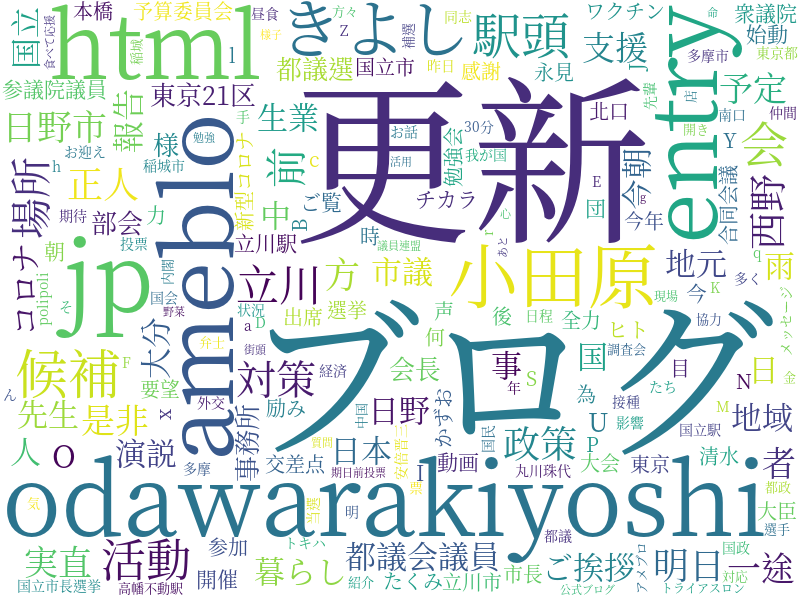 本橋
予算委員会
昼食
方々
同志
補選
ワクチン
衆議院
命
国立
食べて応援
稲城
html
様子
Z
きよし
駅頭
支援
J
始動
東京都
l
都議選
国立市
昨日
感謝
永見
entry
多摩市
参議院議員
東京21区
更新
先輩
店
予定
日野市
報告
様
生業
手
北口
南口
仲間
お迎え
勉強
お話
30分
勉強会
開き
Y
会
h
稲城市
新型コロナ
前
C
活用
我が国
今朝
合同会議
ameblo
正人
場所
コロナ
期待
力
部会
中
B
ご覧
チカラ
E
g
団
今年
西野
朝
投票
立川駅
時
議員連盟
心
r
あと
jp
内閣
立川
方
市議
小田原
地元
q
多く
雨
polipoli
そ
国会
野菜
状況
a
D
出席
選挙
声
後
日程
全力
今
K
現場
協力
メッセージ
候補
大分
弁士
街頭
何
ヒト
F
要望
対策
経済
会長
事
国
調査会
目
日
金
ん
年
S
為
たち
N
先生
是非
x
外交
励み
ブログ
かずお
日野
中国
U
接種
M
地域
人
O
演説
事務所
国民
政策
P
影響
国立駅
者
多摩
交差点
日本
質問
安倍晋三
I
動画
大会
東京
清水
都政
期日前投票
票
丸川珠代
大臣
odawarakiyoshi
気
当選
明
都議
選手
実直
活動
参加
トキハ
都議会議員
ご挨拶
明日
一途
国政
対応
国立市長選挙
高幡不動駅
開催
暮らし
紹介
たくみ
立川市
市長
公式ブログ
アメブロ
トライアスロン